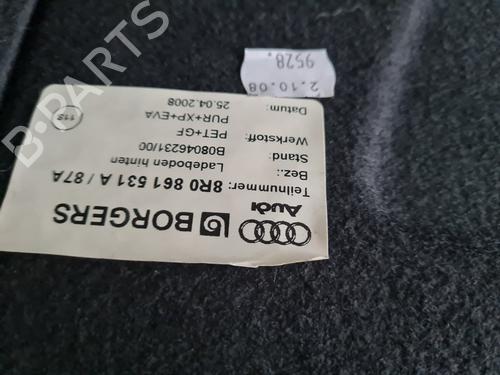 Audi BORGERS
Teilnummer: 8R0 861 531 A / 87A
Bez.: Ladeboden hinten
Stand: B08046231/00
Werkstoff: PET+GF
PUR+XP+EVA
Datum: 25.04.2008
118
2.10.08
9528.
B-PARTS